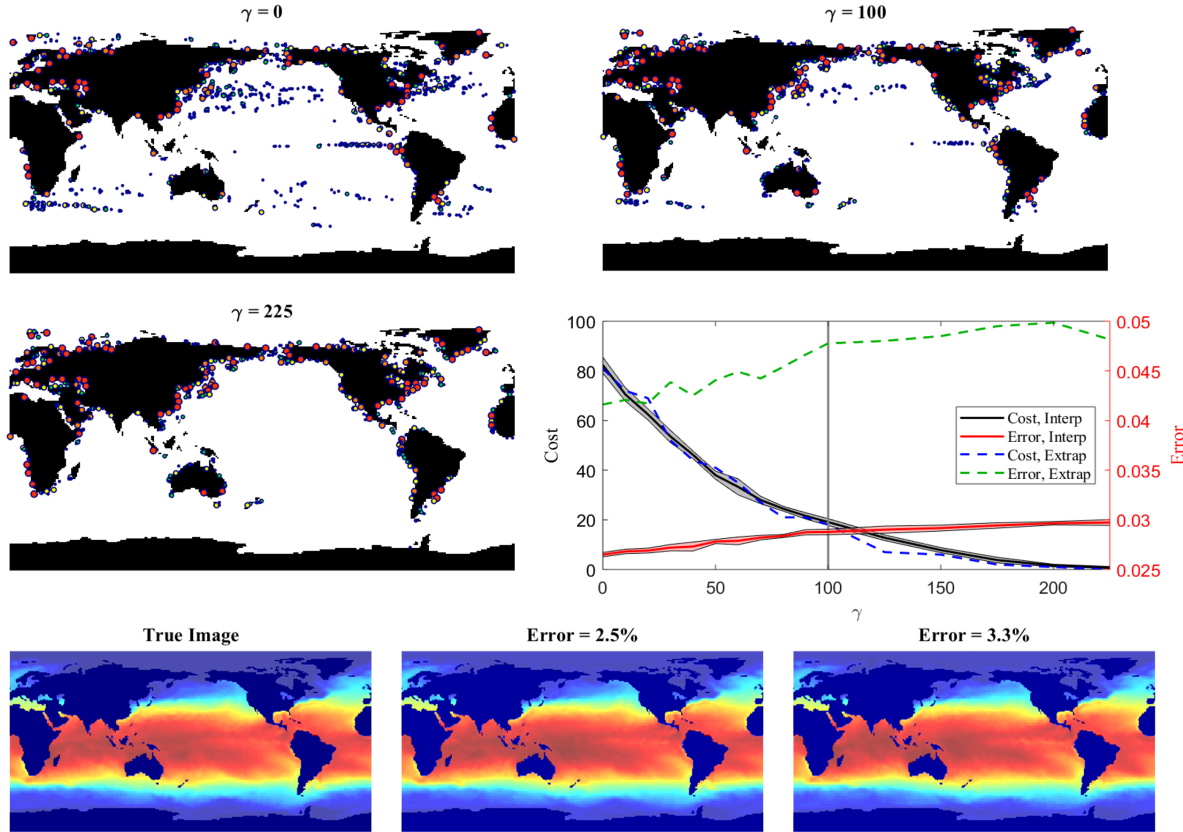 γ = 0
γ = 100
γ = 225
100
80
60
40
20
0
Cost
0.05
0.045
0.04
0.035
0.03
0.025
Error
Cost, Interp
Error, Interp
Cost, Extrap
Error, Extrap
0
50
100
150
200
γ
True Image
Error = 2.5%
Error = 3.3%